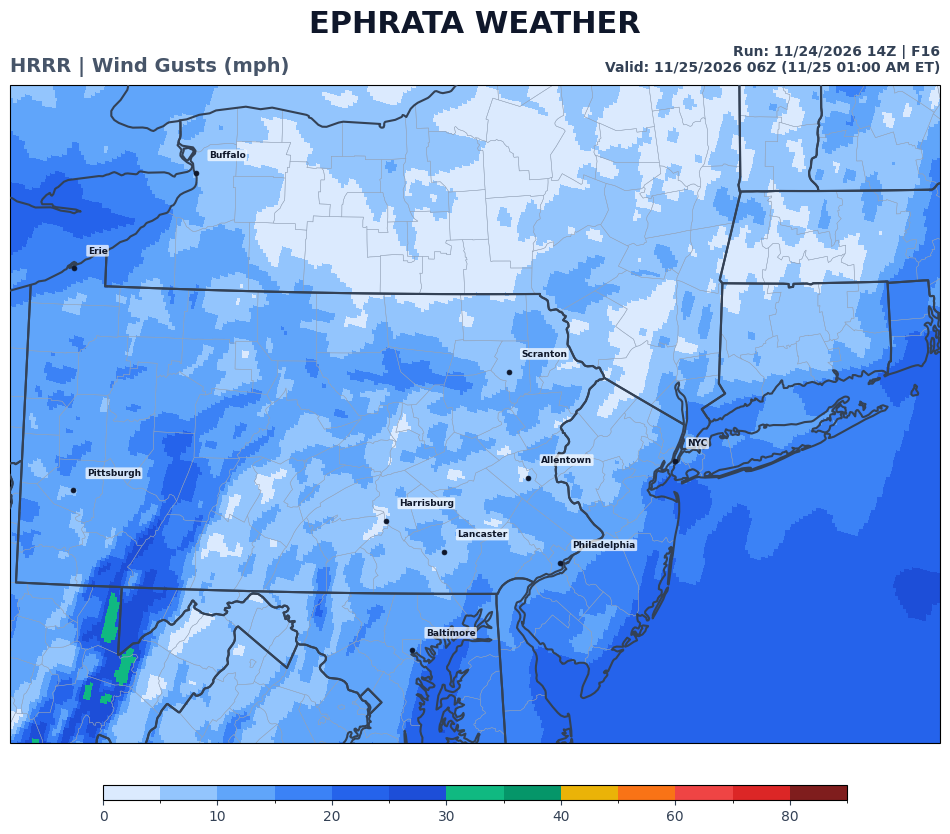 EPHRATA WEATHER
HRRR | Wind Gusts (mph)
Run: 11/24/2026 14Z | F16
Valid: 11/25/2026 06Z (11/25 01:00 AM ET)
Buffalo
Erie
Scranton
NYC
Allentown
Pittsburgh
Harrisburg
Lancaster
Philadelphia
Baltimore
0 10 20 30 40 60 80